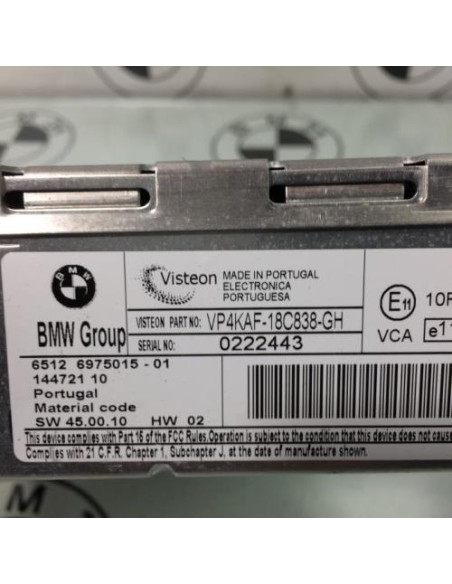 BMW
BMW Group
Visteon
MADE IN PORTUGAL
ELECTRONICA
PORTUGUESA
VISTEON PART NO: VP4KAF-18C838-GH
SERIAL NO: 0222443
E11
10R
VCA
e11
6512 6975015 - 01
144721 10
Portugal
Material code
SW 45.00.10 HW 02
This device complies with Part 15 of the FCC Rules. Operation is subject to the condition that this device does not cause
Complies with 21 C.F.R. Chapter 1, Subchapter J, at the date of manufacture shown.